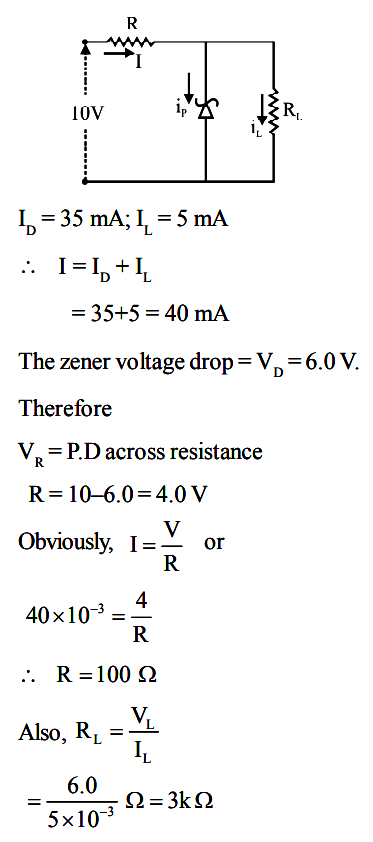 R
I
10V
i_P
i_L
R_L
I_D = 35 mA; I_L = 5 mA
∴ I = I_D + I_L
= 35+5 = 40 mA
The zener voltage drop = V_D = 6.0 V.
Therefore
V_R = P.D across resistance
R = 10–6.0 = 4.0 V
Obviously, I = V/R or
40×10⁻³ = 4/R
∴ R = 100 Ω
Also, R_L = V_L/I_L
= 6.0/(5×10⁻³) Ω = 3k Ω